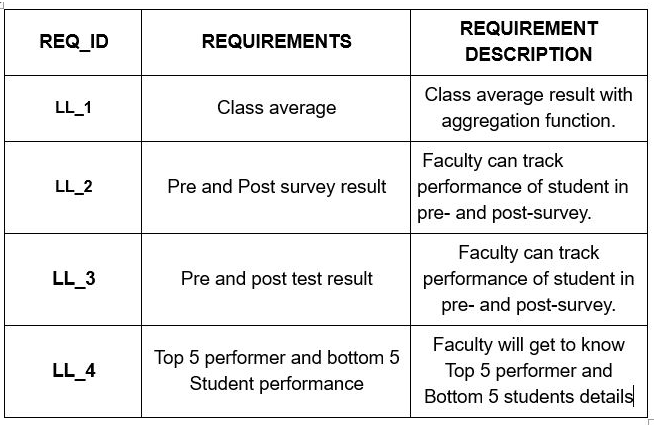 REQ_ID
REQUIREMENTS
REQUIREMENT
DESCRIPTION
LL_1
Class average
Class average result with
aggregation function.
LL_2
Pre and Post survey result
Faculty can track
performance of student in
pre- and post-survey.
LL_3
Pre and post test result
Faculty can track
performance of student in
pre- and post-survey.
LL_4
Top 5 performer and bottom 5
Student performance
Faculty will get to know
Top 5 performer and
Bottom 5 students details